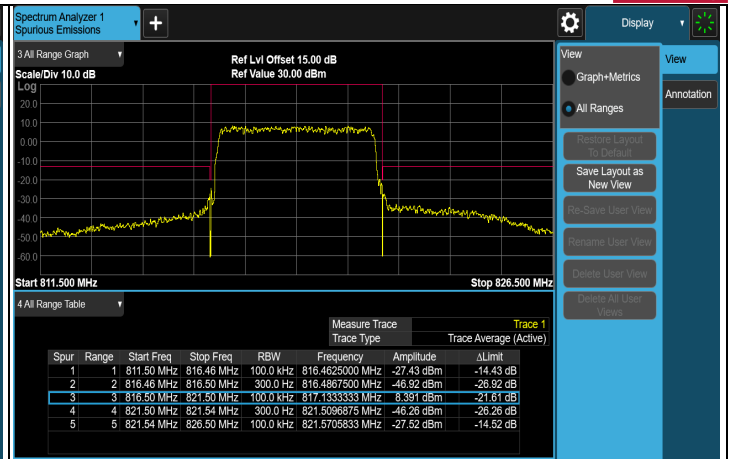 Spectrum Analyzer 1
Spurious Emissions
Display
3 All Range Graph
Ref Lvl Offset 15.00 dB
Scale/Div 10.0 dB
Ref Value 30.00 dBm
Log
20.0
10.0
0.00
-10.0
-20.0
-30.0
-40.0
-50.0
-60.0
Start 811.500 MHz
Stop 826.500 MHz
View
Graph+Metrics
All Ranges
Restore Layout
To Default
Save Layout as
New View
Re-Save User View
Rename User View
Delete User View
Delete All User
Views
View
Annotation
4 All Range Table
Measure Trace Trace 1
Trace Type Trace Average (Active)
Spur Range Start Freq Stop Freq RBW Frequency Amplitude ΔLimit
1 1 811.50 MHz 816.46 MHz 100.0 kHz 816.4625000 MHz -27.43 dBm -14.43 dB
2 2 816.46 MHz 816.50 MHz 300.0 Hz 816.4867500 MHz -46.92 dBm -26.92 dB
3 3 816.50 MHz 821.50 MHz 100.0 kHz 817.1333333 MHz 8.391 dBm -21.61 dB
4 4 821.50 MHz 821.54 MHz 300.0 Hz 821.5096875 MHz -46.26 dBm -26.26 dB
5 5 821.54 MHz 826.50 MHz 100.0 kHz 821.5705833 MHz -27.52 dBm -14.52 dB